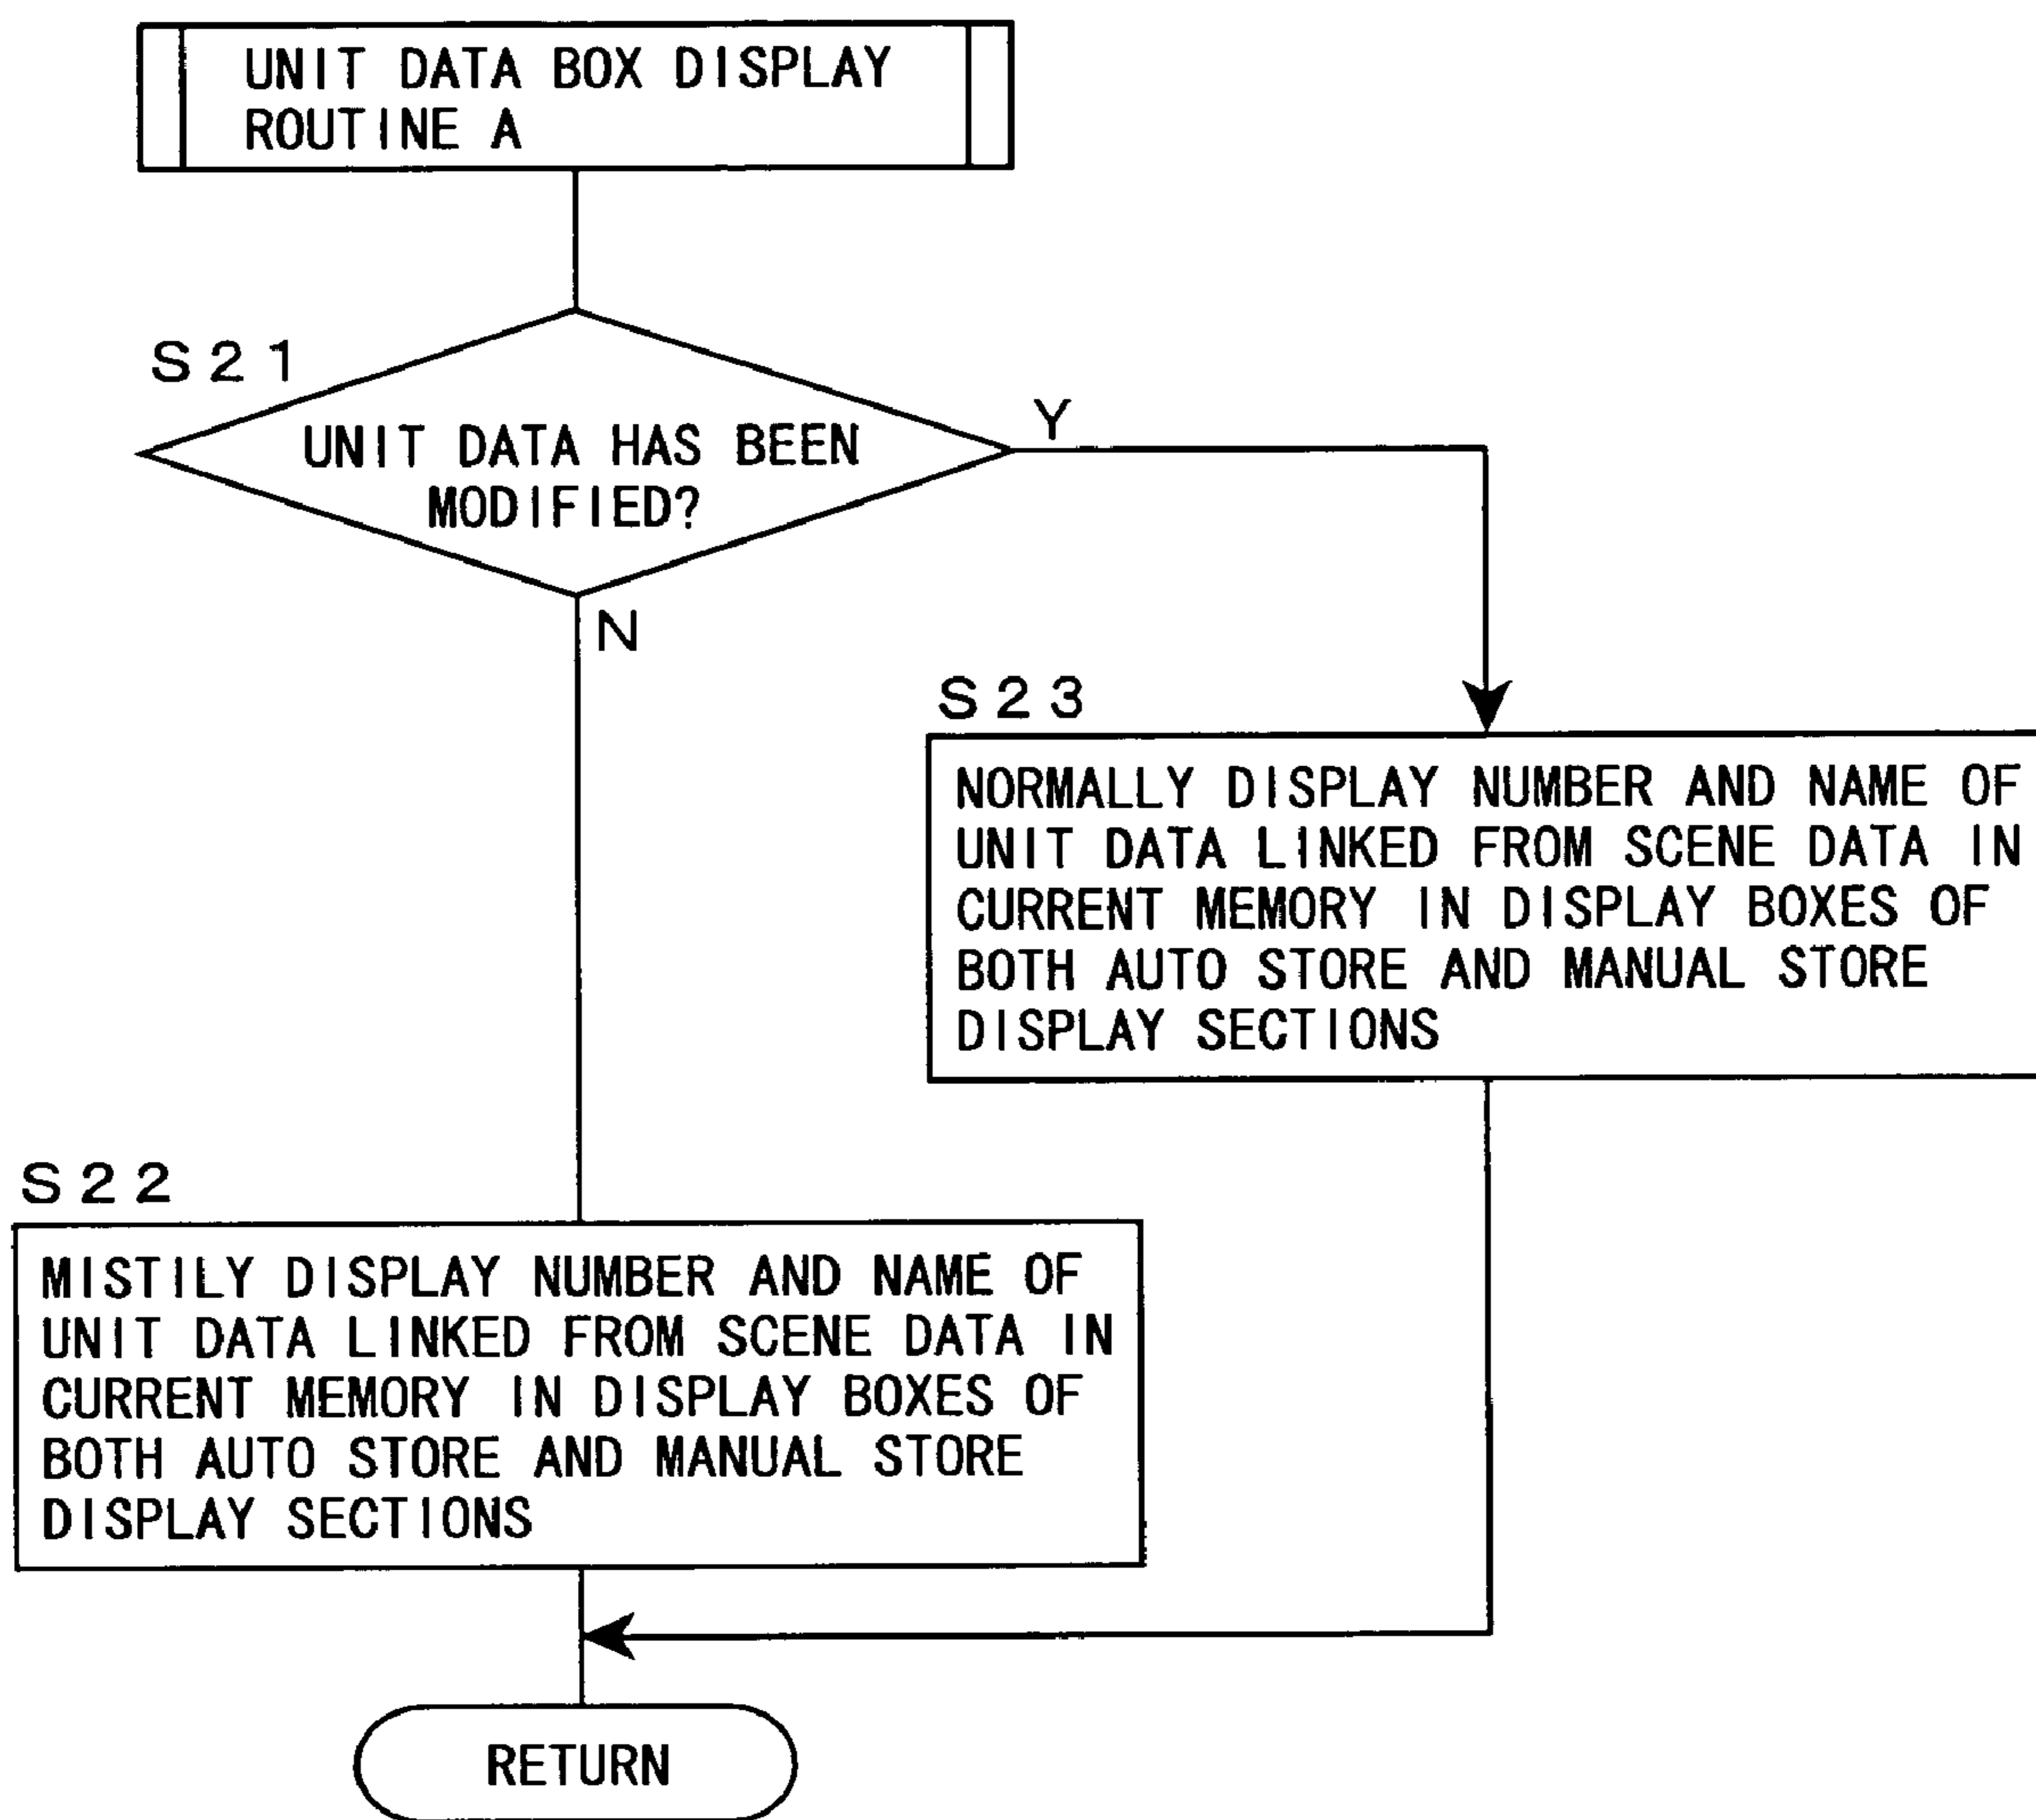 UNIT DATA BOX DISPLAY
ROUTINE A
S21
UNIT DATA HAS BEEN
MODIFIED?
Y
N
S23
NORMALLY DISPLAY NUMBER AND NAME OF
UNIT DATA LINKED FROM SCENE DATA IN
CURRENT MEMORY IN DISPLAY BOXES OF
BOTH AUTO STORE AND MANUAL STORE
DISPLAY SECTIONS
S22
MISTILY DISPLAY NUMBER AND NAME OF
UNIT DATA LINKED FROM SCENE DATA IN
CURRENT MEMORY IN DISPLAY BOXES OF
BOTH AUTO STORE AND MANUAL STORE
DISPLAY SECTIONS
RETURN